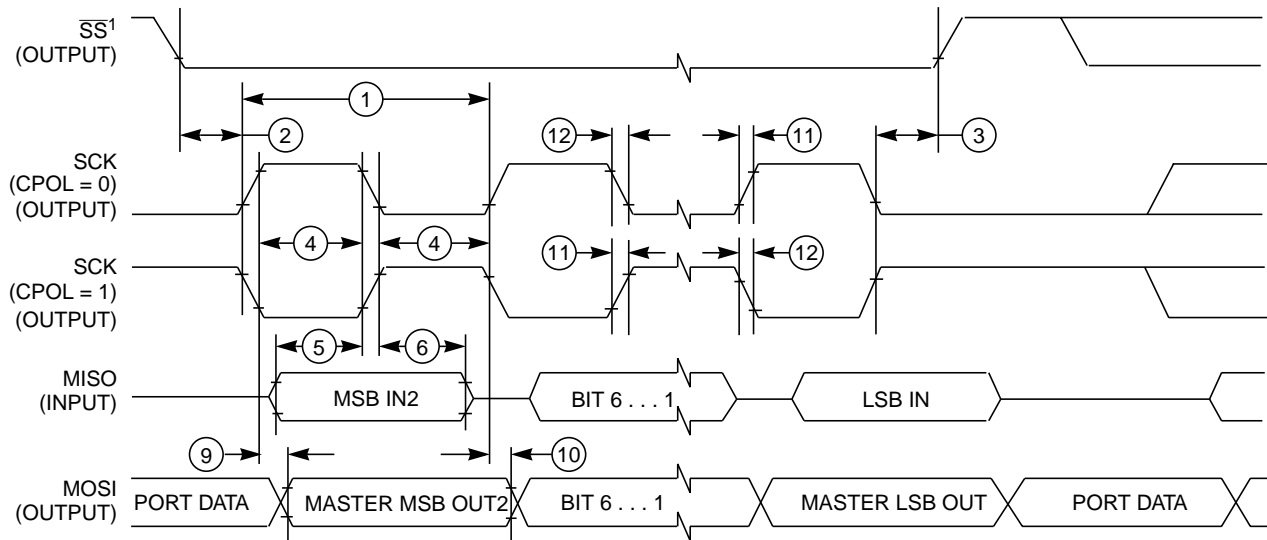 SS¹
(OUTPUT)
1
2
12
11
3
SCK
(CPOL = 0)
(OUTPUT)
4
4
SCK
(CPOL = 1)
(OUTPUT)
11
12
5
6
MISO
(INPUT)
MSB IN2
BIT 6 . . . 1
LSB IN
9
10
MOSI
(OUTPUT)
PORT DATA
MASTER MSB OUT2
BIT 6 . . . 1
MASTER LSB OUT
PORT DATA